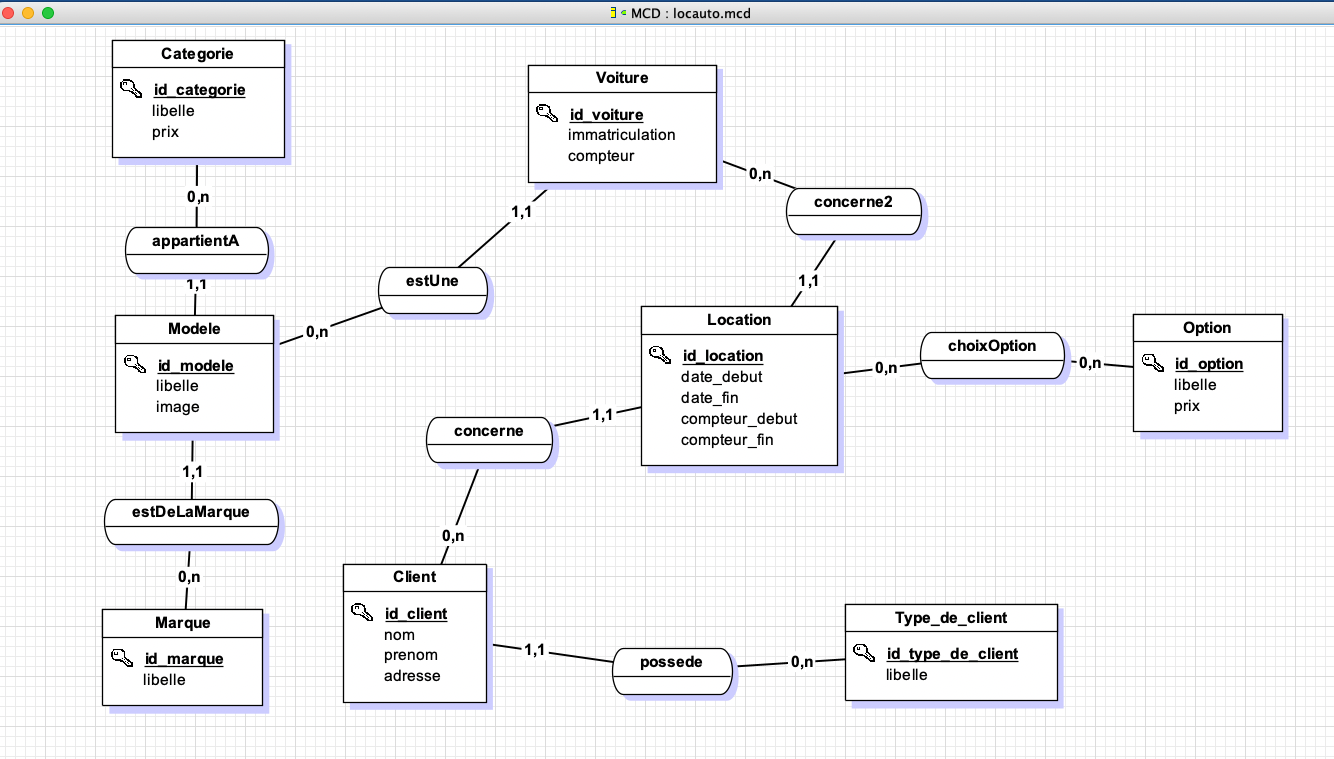 MCD : locauto.mcd
Categorie
id_categorie
libelle
prix
0,n
appartientA
1,1
Modele
id_modele
libelle
image
1,1
estDeLaMarque
0,n
Marque
id_marque
libelle
0,n
estUne
1,1
Voiture
id_voiture
immatriculation
compteur
0,n
concerne2
1,1
Location
id_location
date_debut
date_fin
compteur_debut
compteur_fin
0,n
choixOption
0,n
Option
id_option
libelle
prix
1,1
concerne
0,n
Client
id_client
nom
prenom
adresse
1,1
possede
0,n
Type_de_client
id_type_de_client
libelle